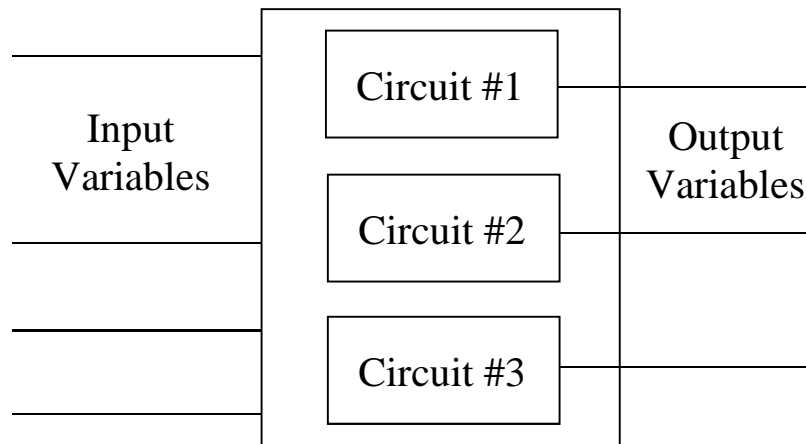 Circuit #1
Input
Variables
Output
Variables
Circuit #2
Circuit #3